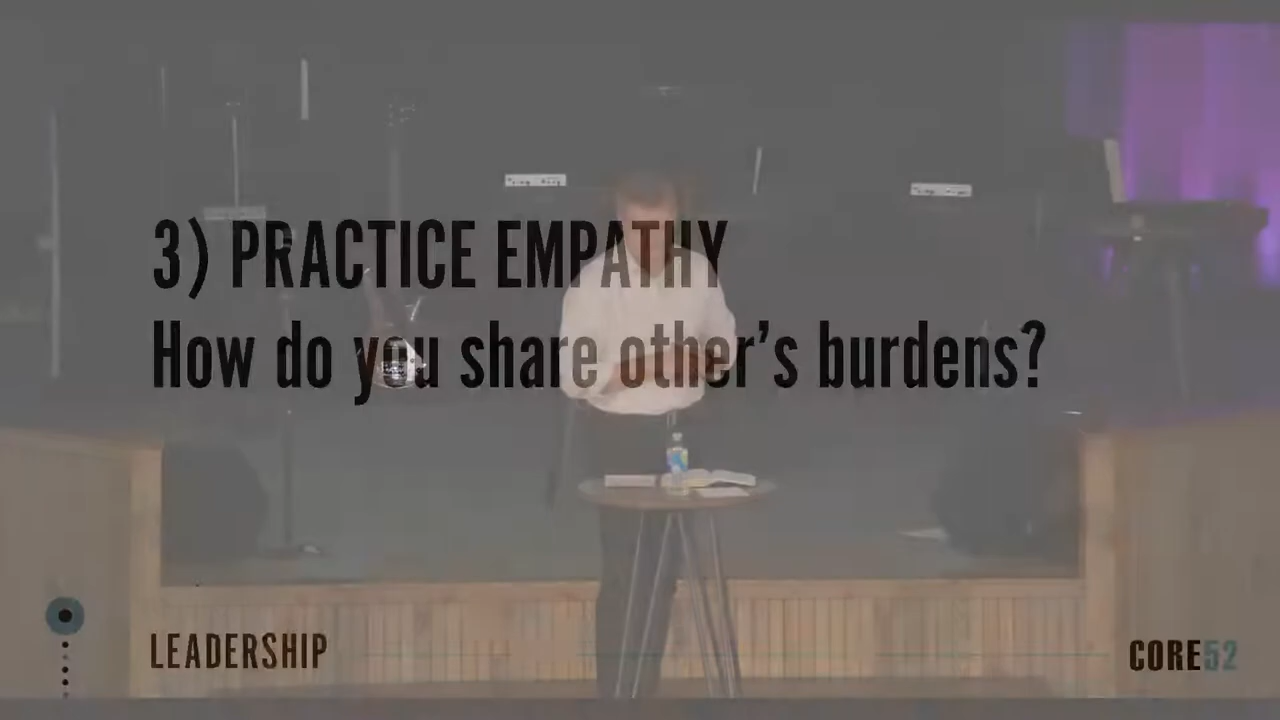 3) PRACTICE EMPATHY
How do you share other's burdens?
LEADERSHIP
CORE52